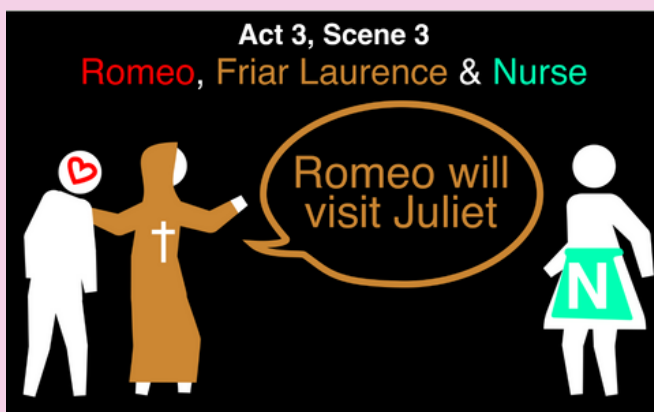 Act 3, Scene 3
Romeo, Friar Laurence & Nurse
Romeo will
visit Juliet
N